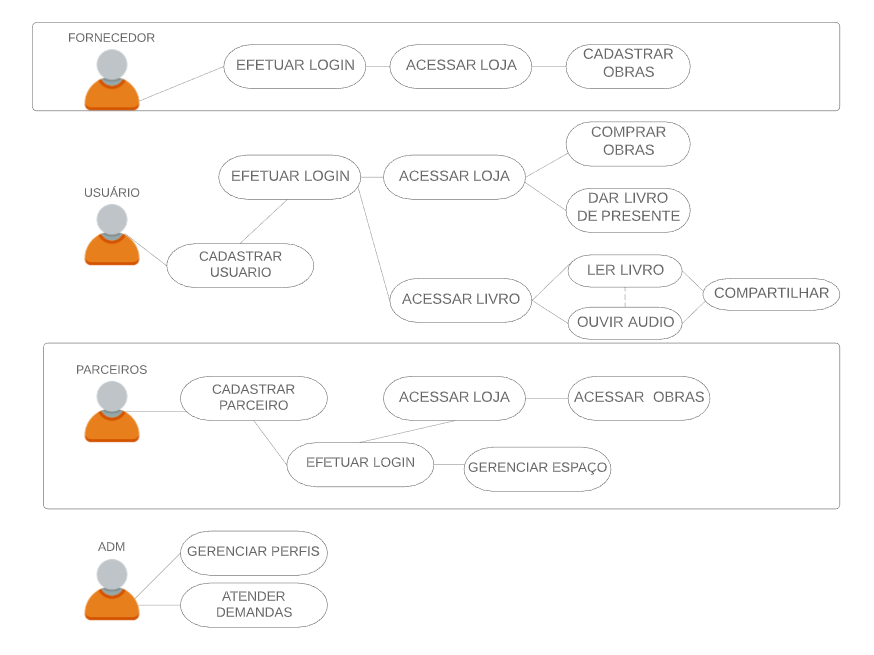 FORNECEDOR
EFETUAR LOGIN
ACESSAR LOJA
CADASTRAR
OBRAS
USUÁRIO
CADASTRAR
USUARIO
EFETUAR LOGIN
ACESSAR LOJA
COMPRAR
OBRAS
DAR LIVRO
DE PRESENTE
ACESSAR LIVRO
LER LIVRO
OUVIR AUDIO
COMPARTILHAR
PARCEIROS
CADASTRAR
PARCEIRO
ACESSAR LOJA
ACESSAR OBRAS
EFETUAR LOGIN
GERENCIAR ESPAÇO
ADM
GERENCIAR PERFIS
ATENDER
DEMANDAS